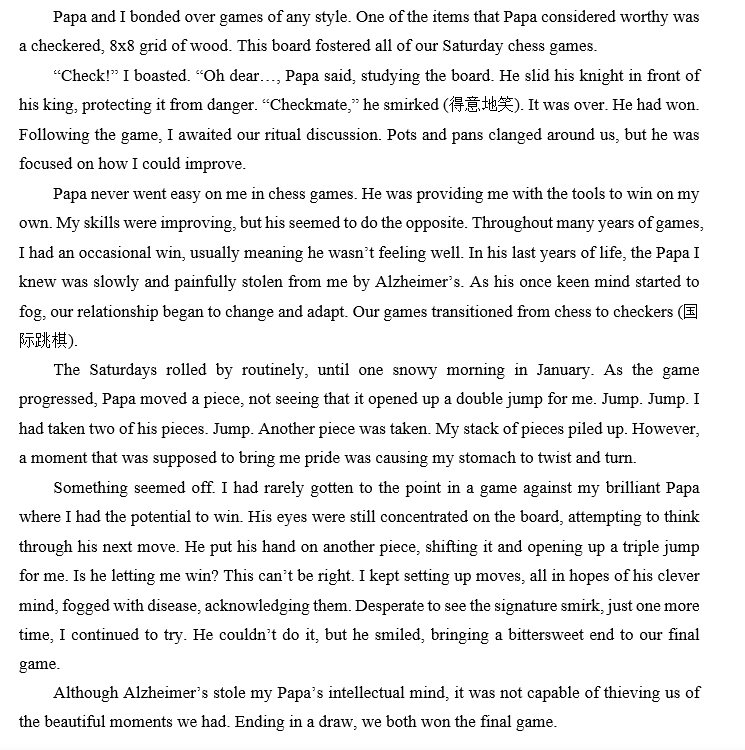 Papa and I bonded over games of any style. One of the items that Papa considered worthy was
a checkered, 8x8 grid of wood. This board fostered all of our Saturday chess games.
“Check!” I boasted. “Oh dear…, Papa said, studying the board. He slid his knight in front of
his king, protecting it from danger. “Checkmate,” he smirked (得意地笑). It was over. He had won.
Following the game, I awaited our ritual discussion. Pots and pans clanged around us, but he was
focused on how I could improve.
Papa never went easy on me in chess games. He was providing me with the tools to win on my
own. My skills were improving, but his seemed to do the opposite. Throughout many years of games,
I had an occasional win, usually meaning he wasn’t feeling well. In his last years of life, the Papa I
knew was slowly and painfully stolen from me by Alzheimer’s. As his once keen mind started to
fog, our relationship began to change and adapt. Our games transitioned from chess to checkers (国
际跳棋).
The Saturdays rolled by routinely, until one snowy morning in January. As the game
progressed, Papa moved a piece, not seeing that it opened up a double jump for me. Jump. Jump. I
had taken two of his pieces. Jump. Another piece was taken. My stack of pieces piled up. However,
a moment that was supposed to bring me pride was causing my stomach to twist and turn.
Something seemed off. I had rarely gotten to the point in a game against my brilliant Papa
where I had the potential to win. His eyes were still concentrated on the board, attempting to think
through his next move. He put his hand on another piece, shifting it and opening up a triple jump
for me. Is he letting me win? This can’t be right. I kept setting up moves, all in hopes of his clever
mind, fogged with disease, acknowledging them. Desperate to see the signature smirk, just one more
time, I continued to try. He couldn’t do it, but he smiled, bringing a bittersweet end to our final
game.
Although Alzheimer’s stole my Papa’s intellectual mind, it was not capable of thieving us of
the beautiful moments we had. Ending in a draw, we both won the final game.